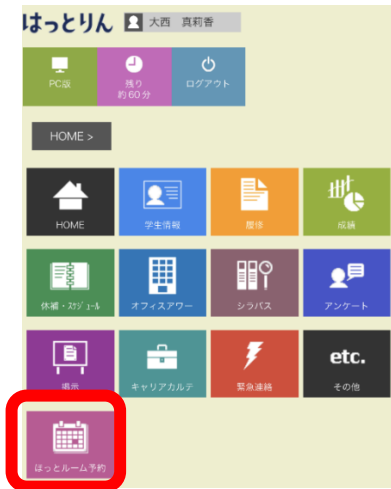 はっとりん 大西 真莉香
PC版 残り ログアウト
約60分
HOME >
HOME 学生情報 履修 成績
休補・スケジュール オフィスアワー シラバス アンケート
掲示 キャリアカルテ 緊急連絡 etc.
その他
ほっとルーム予約